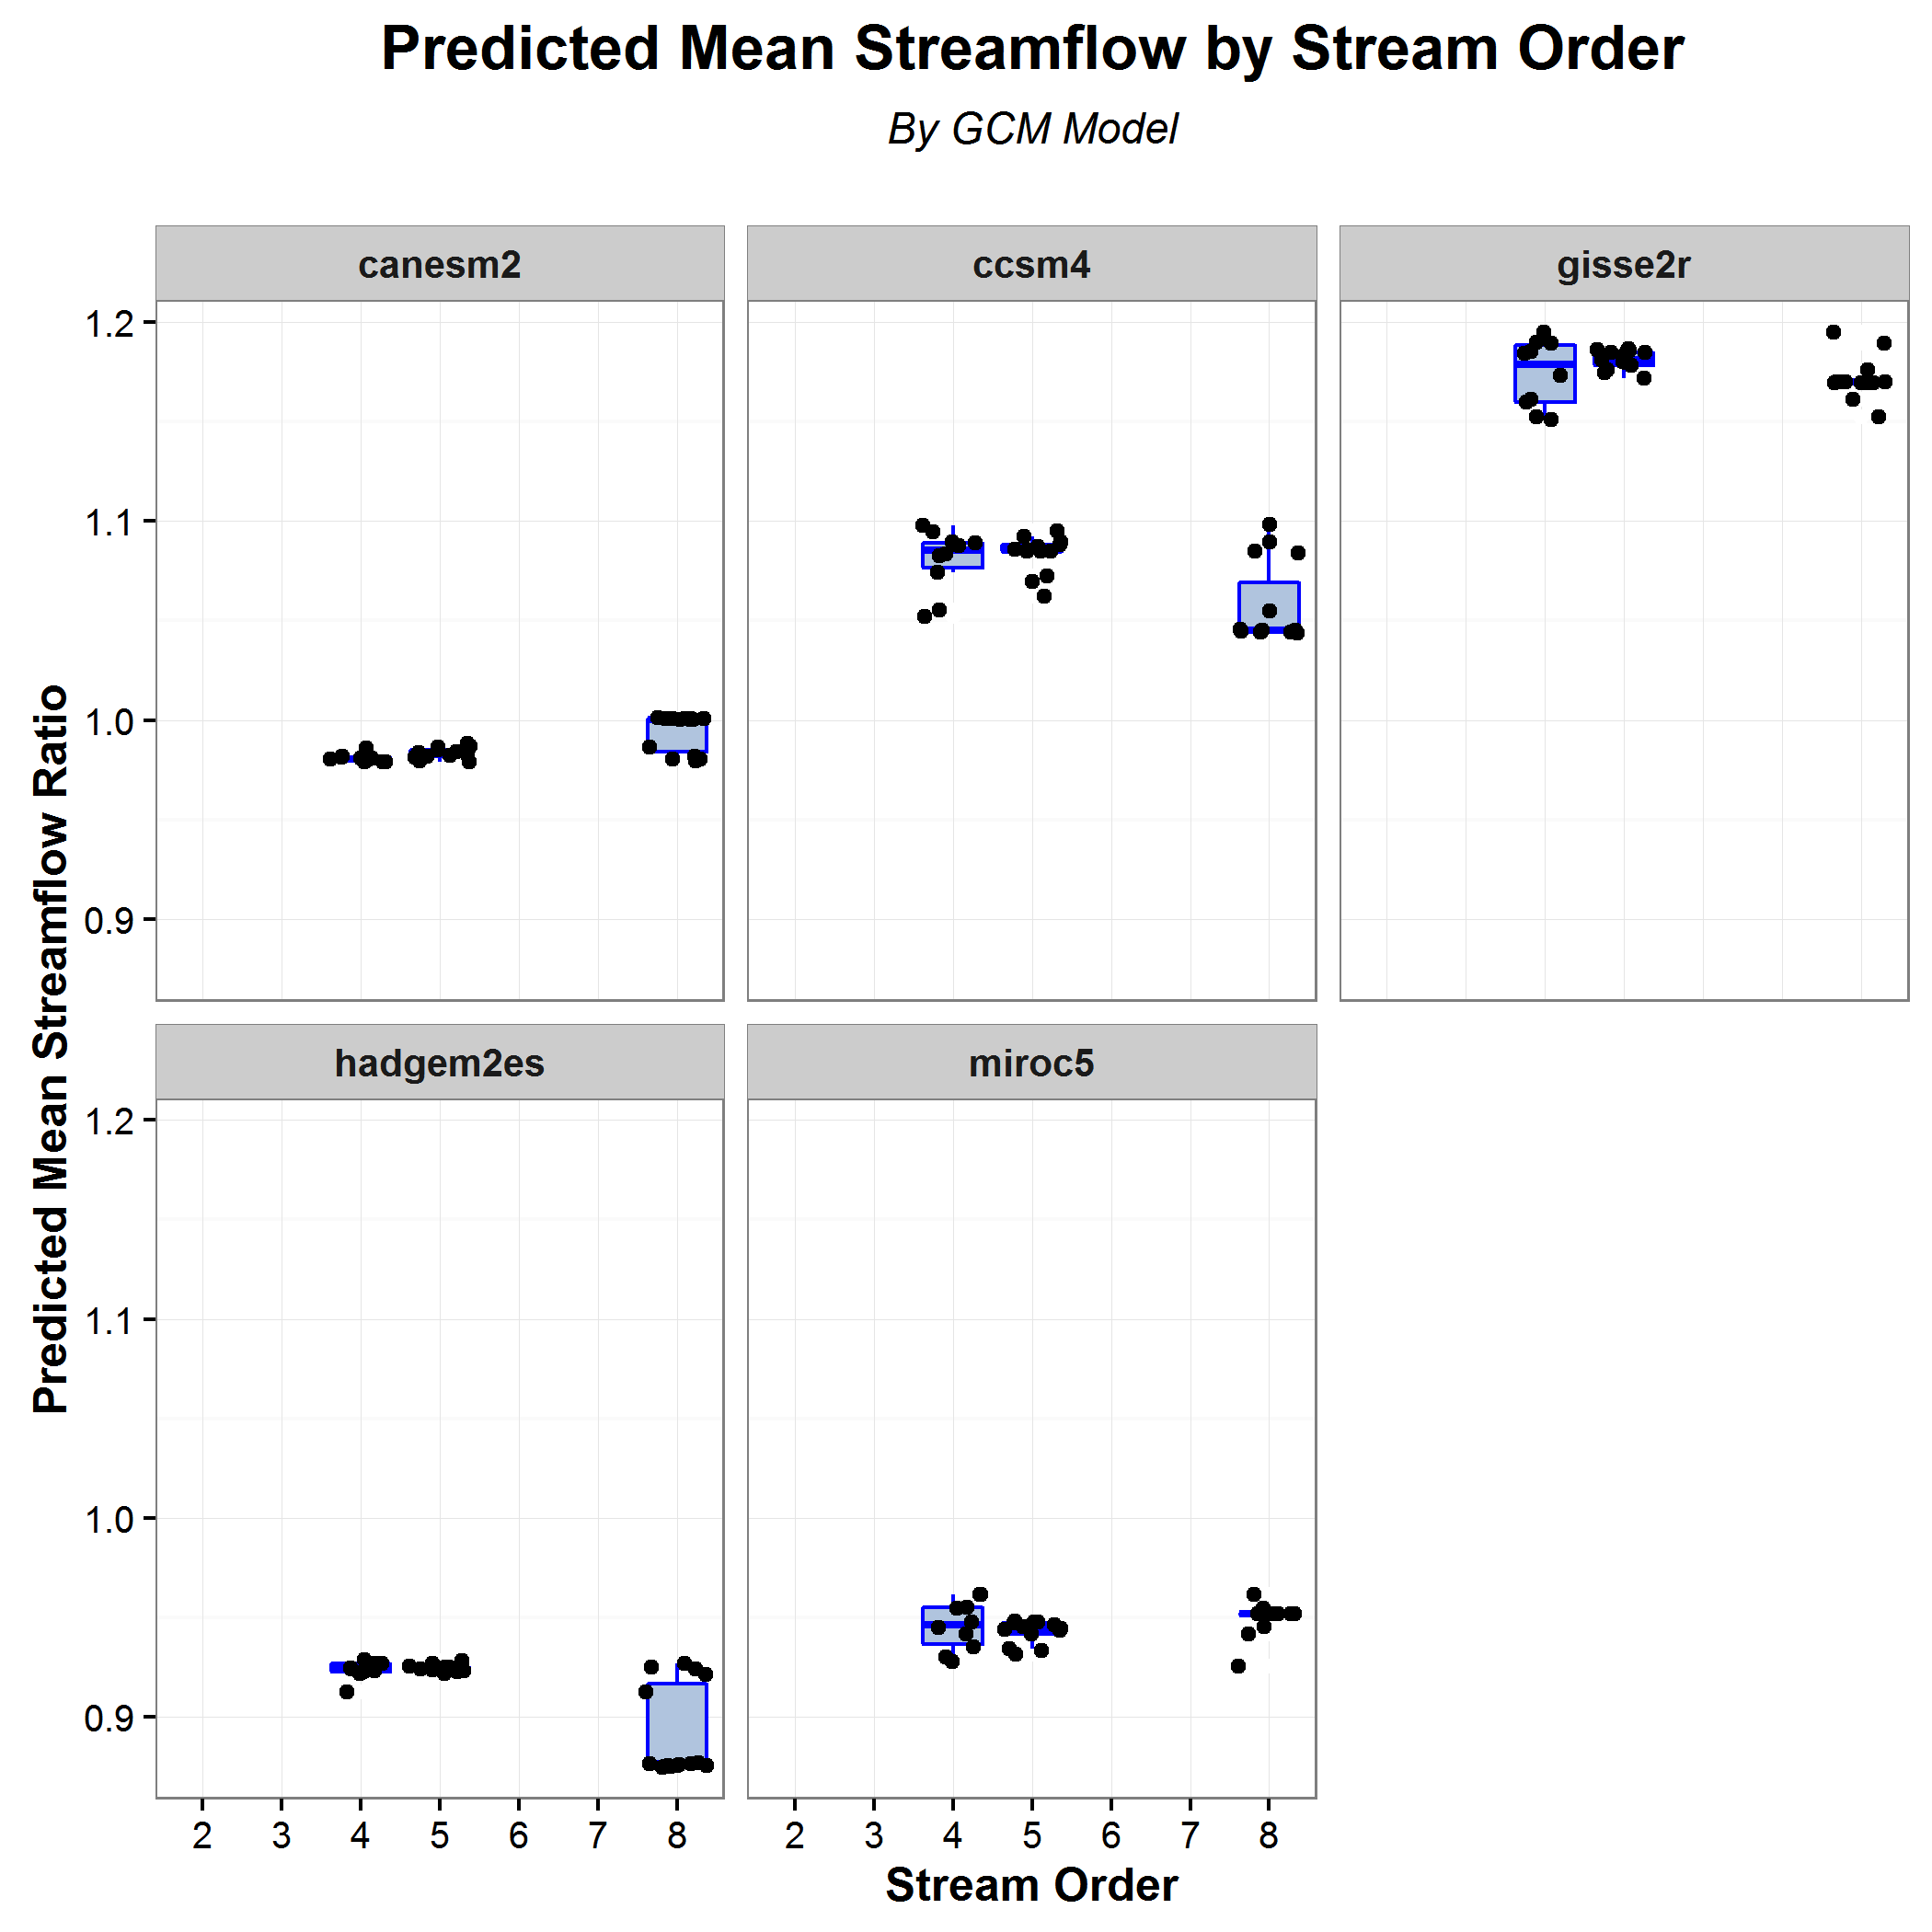 Predicted Mean Streamflow by Stream Order
By GCM Model
canesm2
ccsm4
gisse2r
1.2
1.1
1.0
0.9
Predicted Mean Streamflow Ratio
hadgem2es
miroc5
1.2
1.1
1.0
0.9
2 3 4 5 6 7 8
2 3 4 5 6 7 8
Stream Order